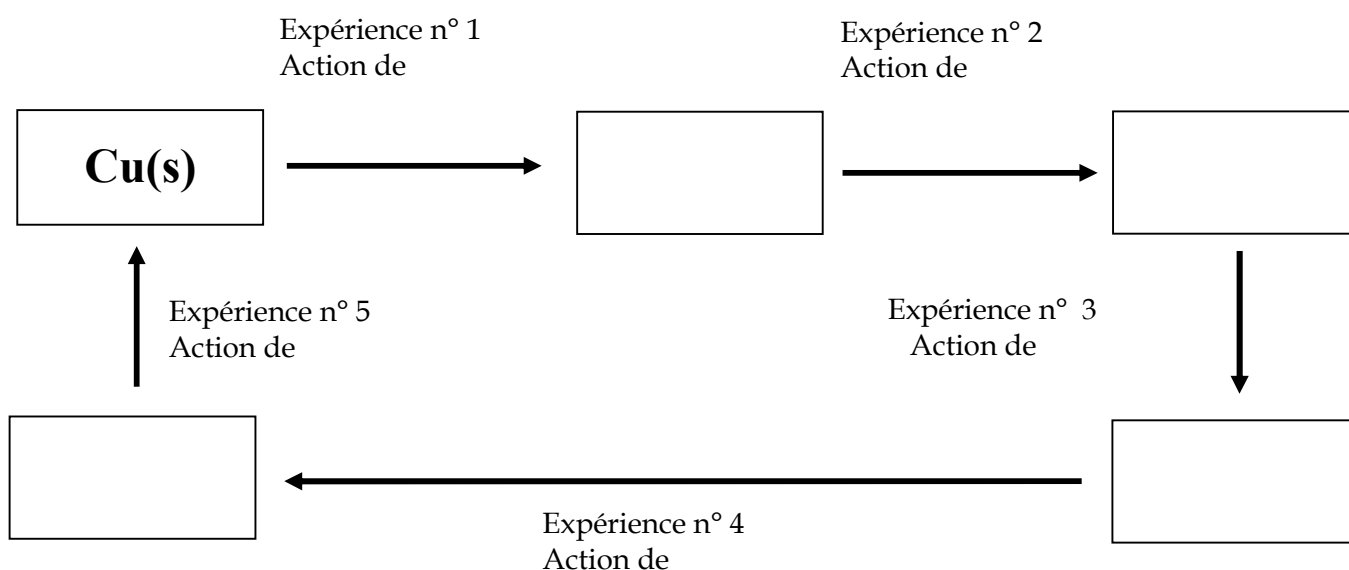 Expérience n° 1
Action de
Expérience n° 2
Action de
Cu(s)
Expérience n° 5
Action de
Expérience n° 3
Action de
Expérience n° 4
Action de